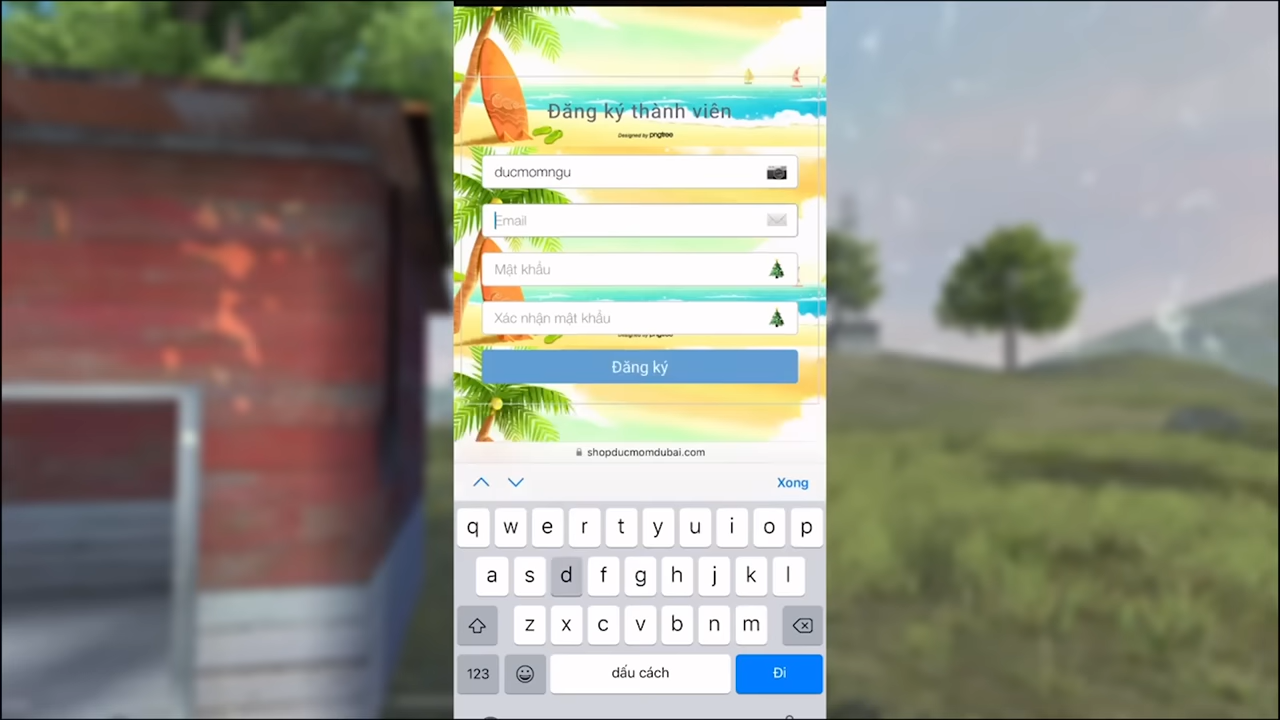 Đăng ký thành viên
Designed by pngtree
ducmomngu
Email
Mật khẩu
Xác nhận mật khẩu
Đăng ký
shopducmomdubai.com
Xong
q w e r t y u i o p
a s d f g h j k l
z x c v b n m
123 dấu cách Đi